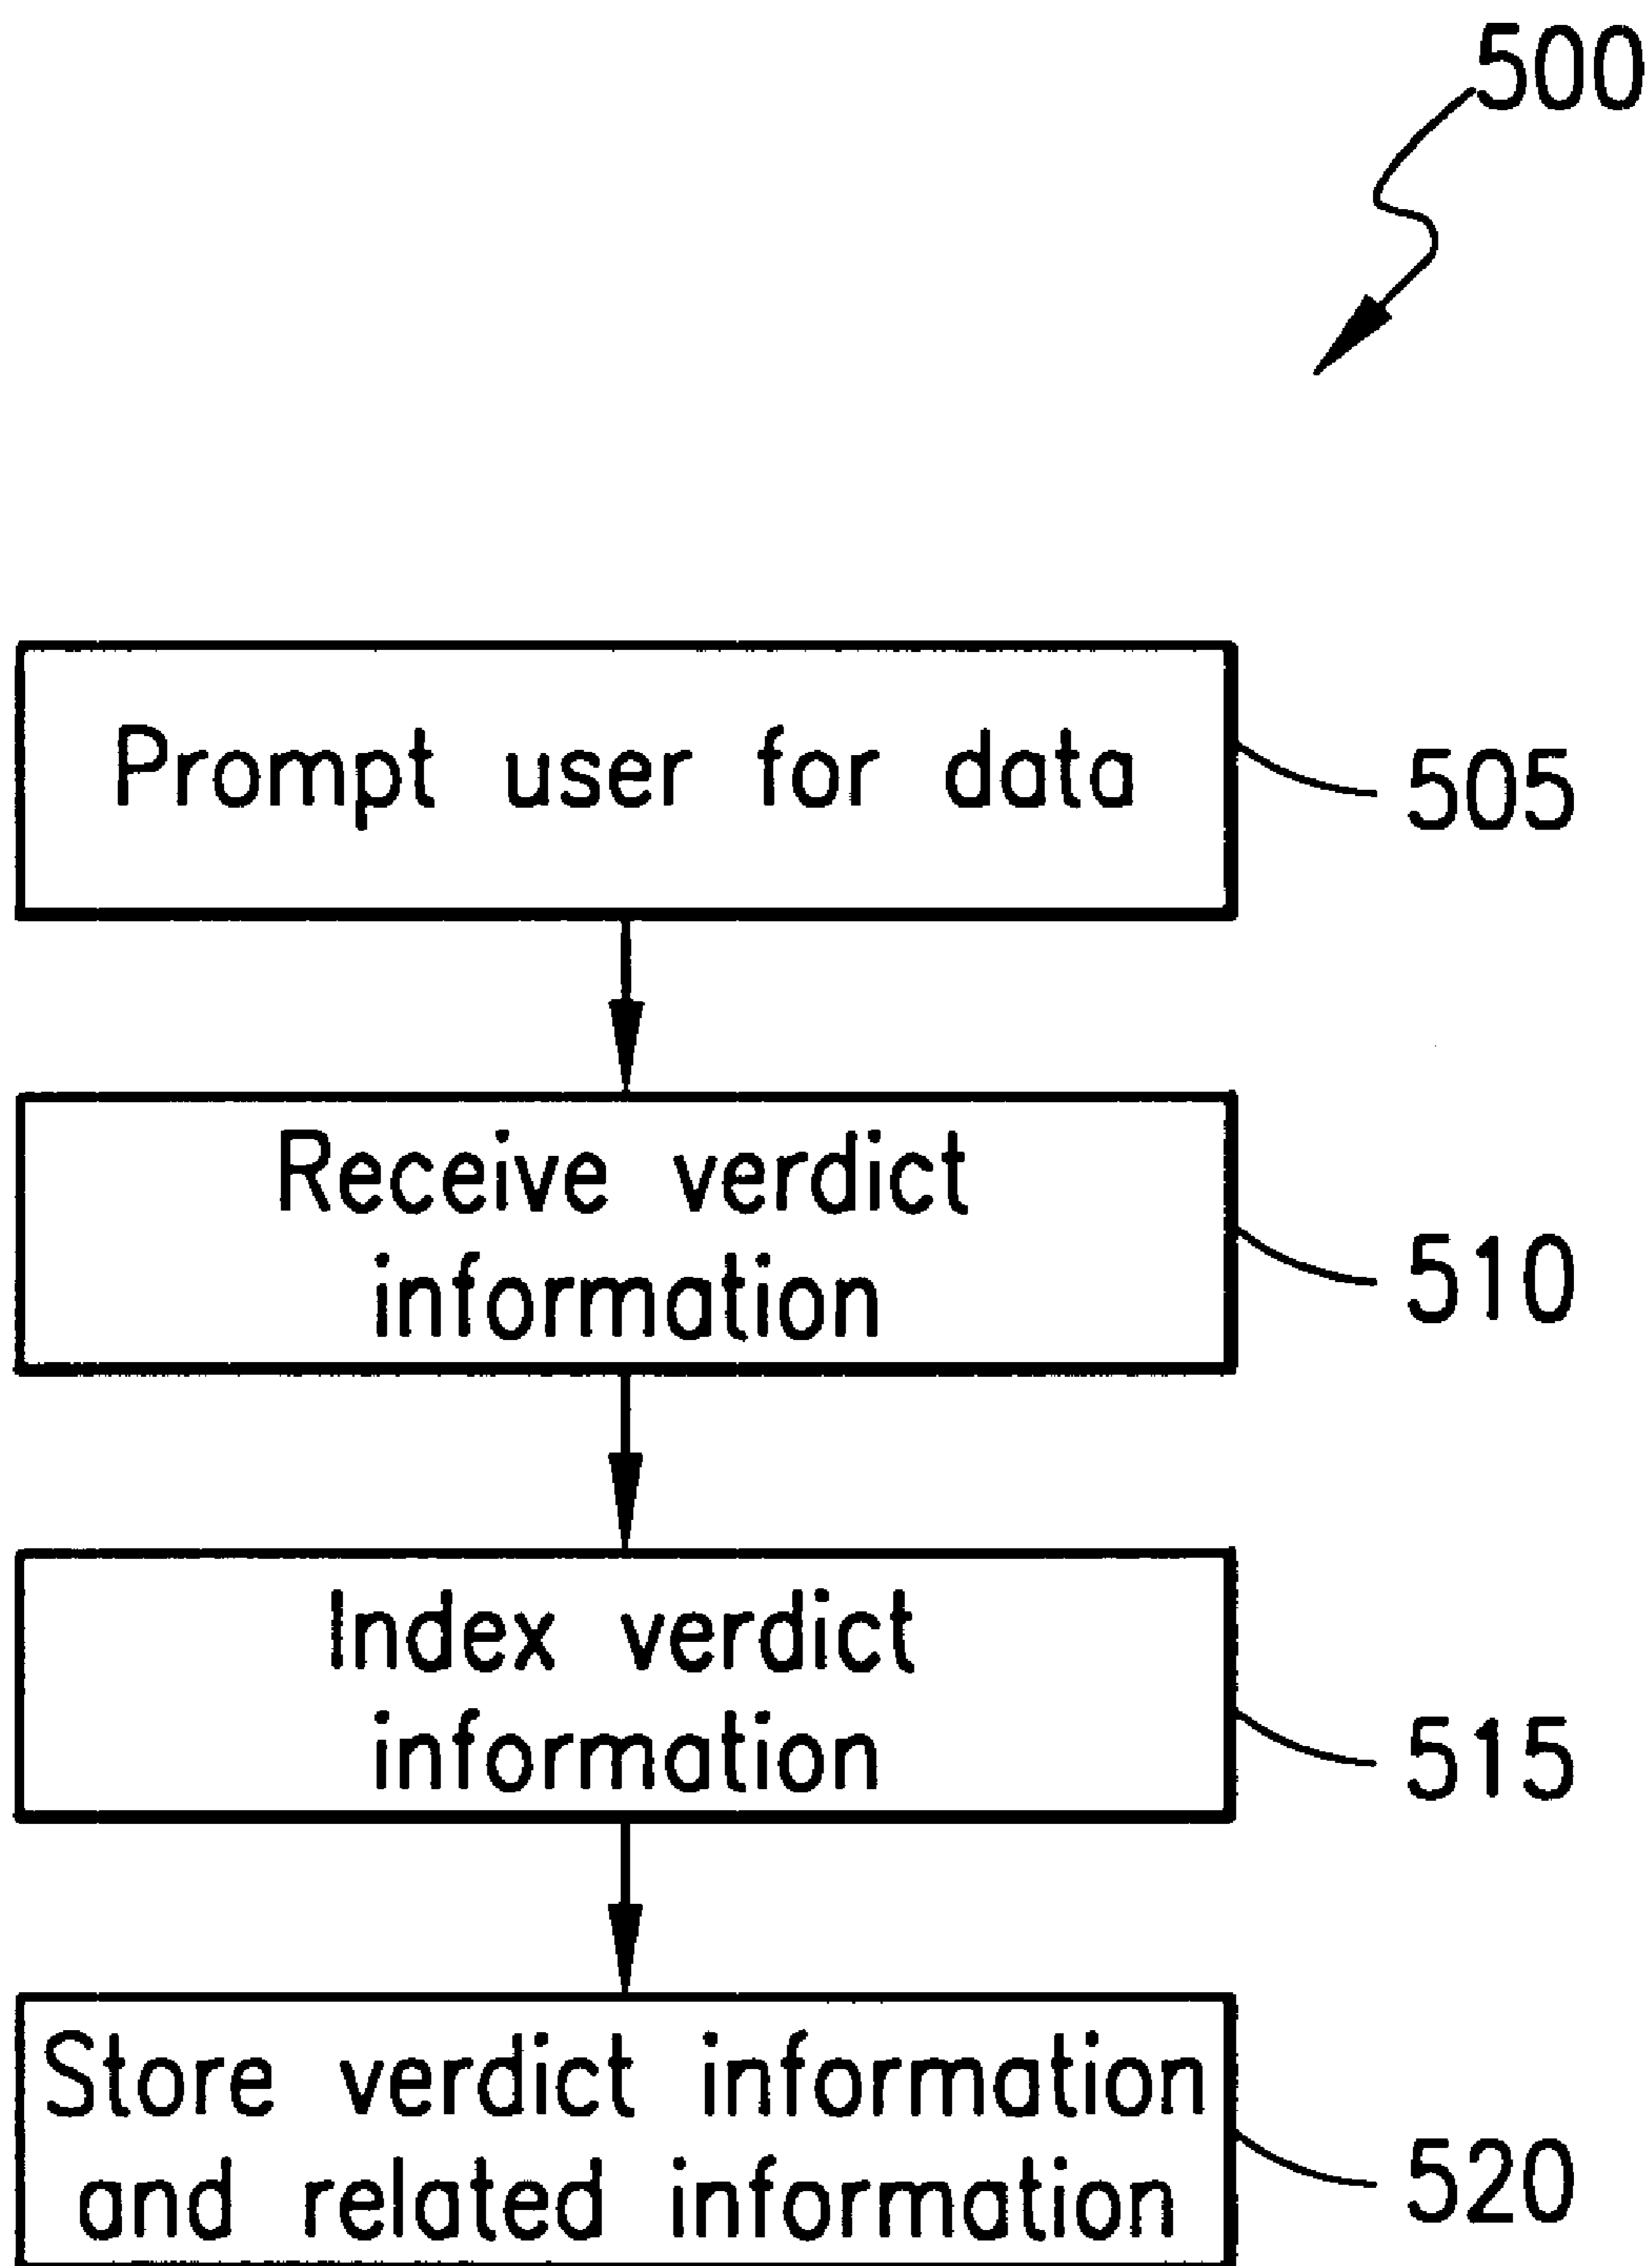 500
Prompt user for data
505
Receive verdict
information
510
Index verdict
information
515
Store verdict information
and related information
520